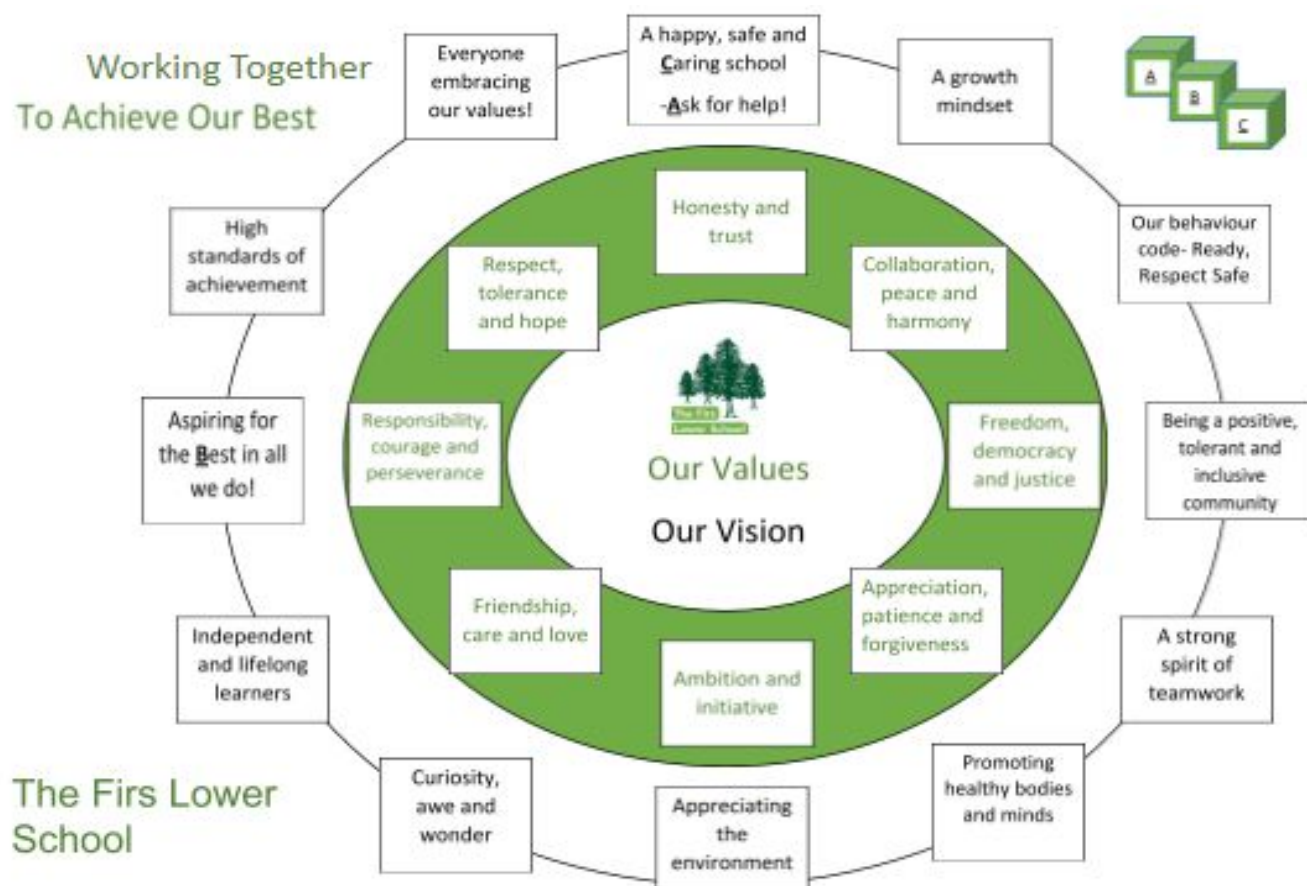 Working Together
To Achieve Our Best
Everyone
embracing
our values!
A happy, safe and
Caring school
-Ask for help!
A growth
mindset
A
B
C
High
standards of
achievement
Honesty and
trust
Our behaviour
code- Ready,
Respect Safe
Respect,
tolerance
and hope
Collaboration,
peace and
harmony
Aspiring for
the Best in all
we do!
Responsibility,
courage and
perseverance
The Firs
Lower School
Our Values
Our Vision
Freedom,
democracy
and justice
Being a positive,
tolerant and
inclusive
community
Friendship,
care and love
Appreciation,
patience and
forgiveness
Independent
and lifelong
learners
Ambition and
initiative
A strong
spirit of
teamwork
The Firs Lower
School
Curiosity,
awe and
wonder
Appreciating
the
environment
Promoting
healthy bodies
and minds